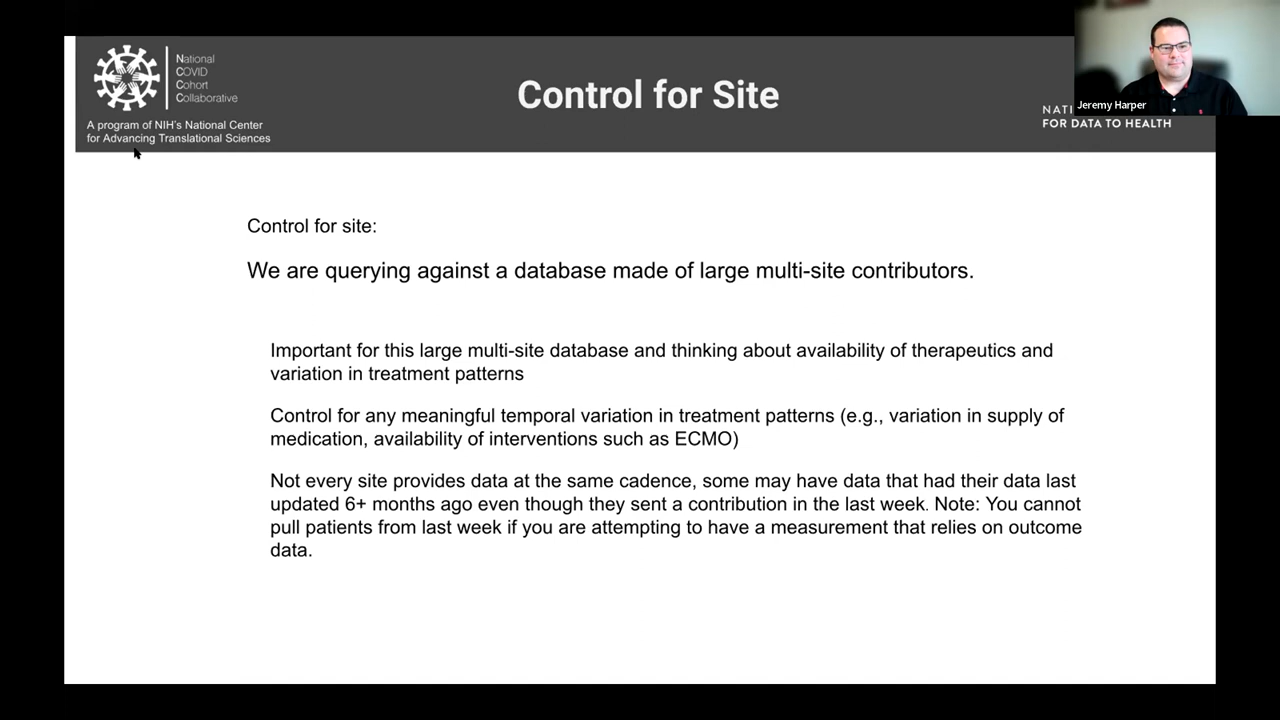 National
COVID
Cohort
Collaborative
A program of NIH's National Center
for Advancing Translational Sciences
Control for Site
Jeremy Harper
NATI
FOR DATA TO HEALTH
Control for site:
We are querying against a database made of large multi-site contributors.
Important for this large multi-site database and thinking about availability of therapeutics and
variation in treatment patterns
Control for any meaningful temporal variation in treatment patterns (e.g., variation in supply of
medication, availability of interventions such as ECMO)
Not every site provides data at the same cadence, some may have data that had their data last
updated 6+ months ago even though they sent a contribution in the last week. Note: You cannot
pull patients from last week if you are attempting to have a measurement that relies on outcome
data.